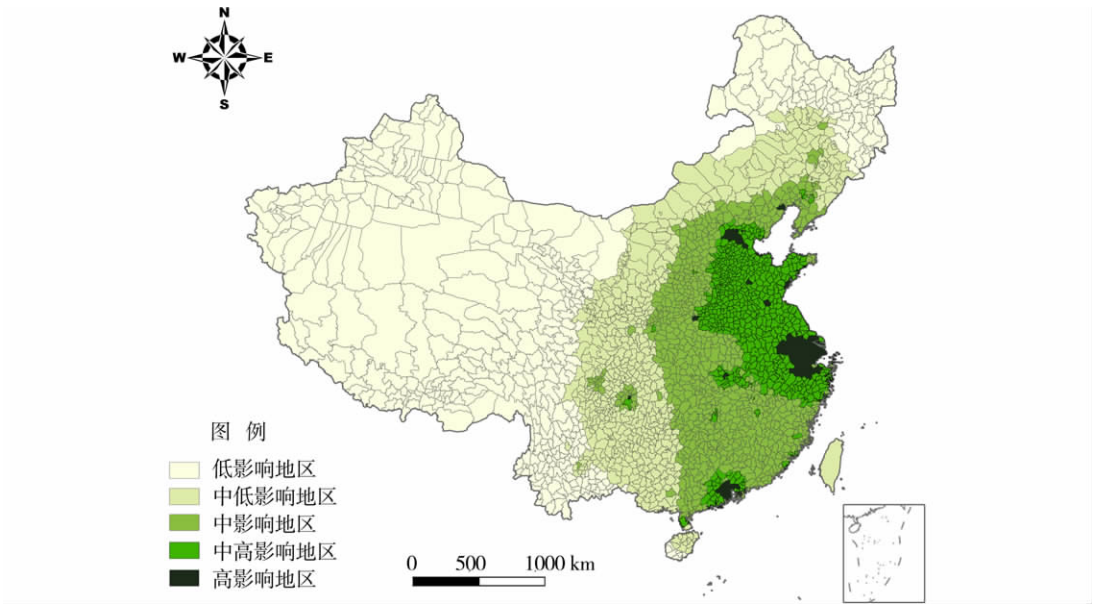 N
W E
S
图 例
低影响地区
中低影响地区
中影响地区
中高影响地区
高影响地区
0 500 1000 km